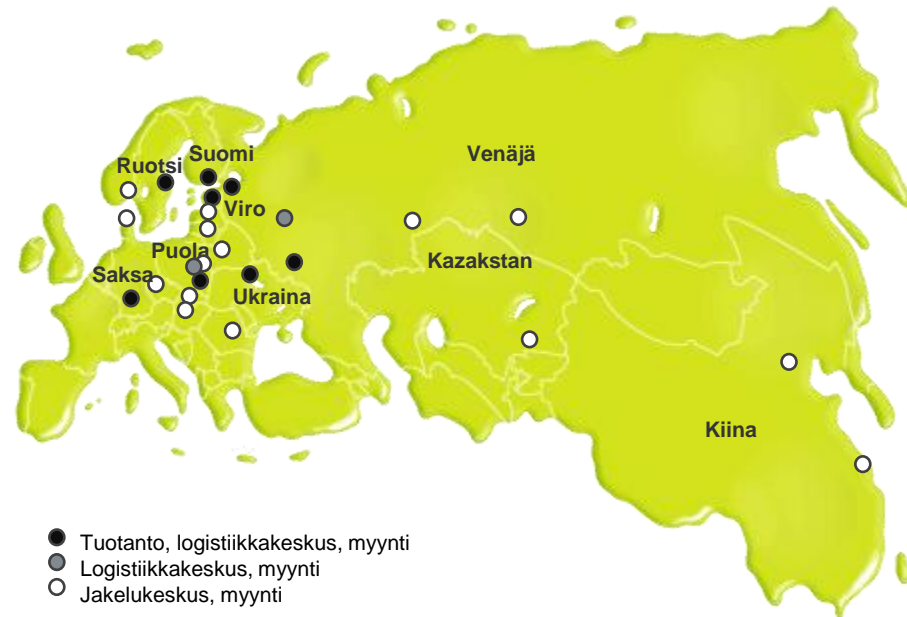 Suomi
Ruotsi
Venäjä
Viro
Puola
Kazakstan
Saksa
Ukraina
Kiina
Tuotanto, logistiikkakeskus, myynti
Logistiikkakeskus, myynti
Jakelukeskus, myynti